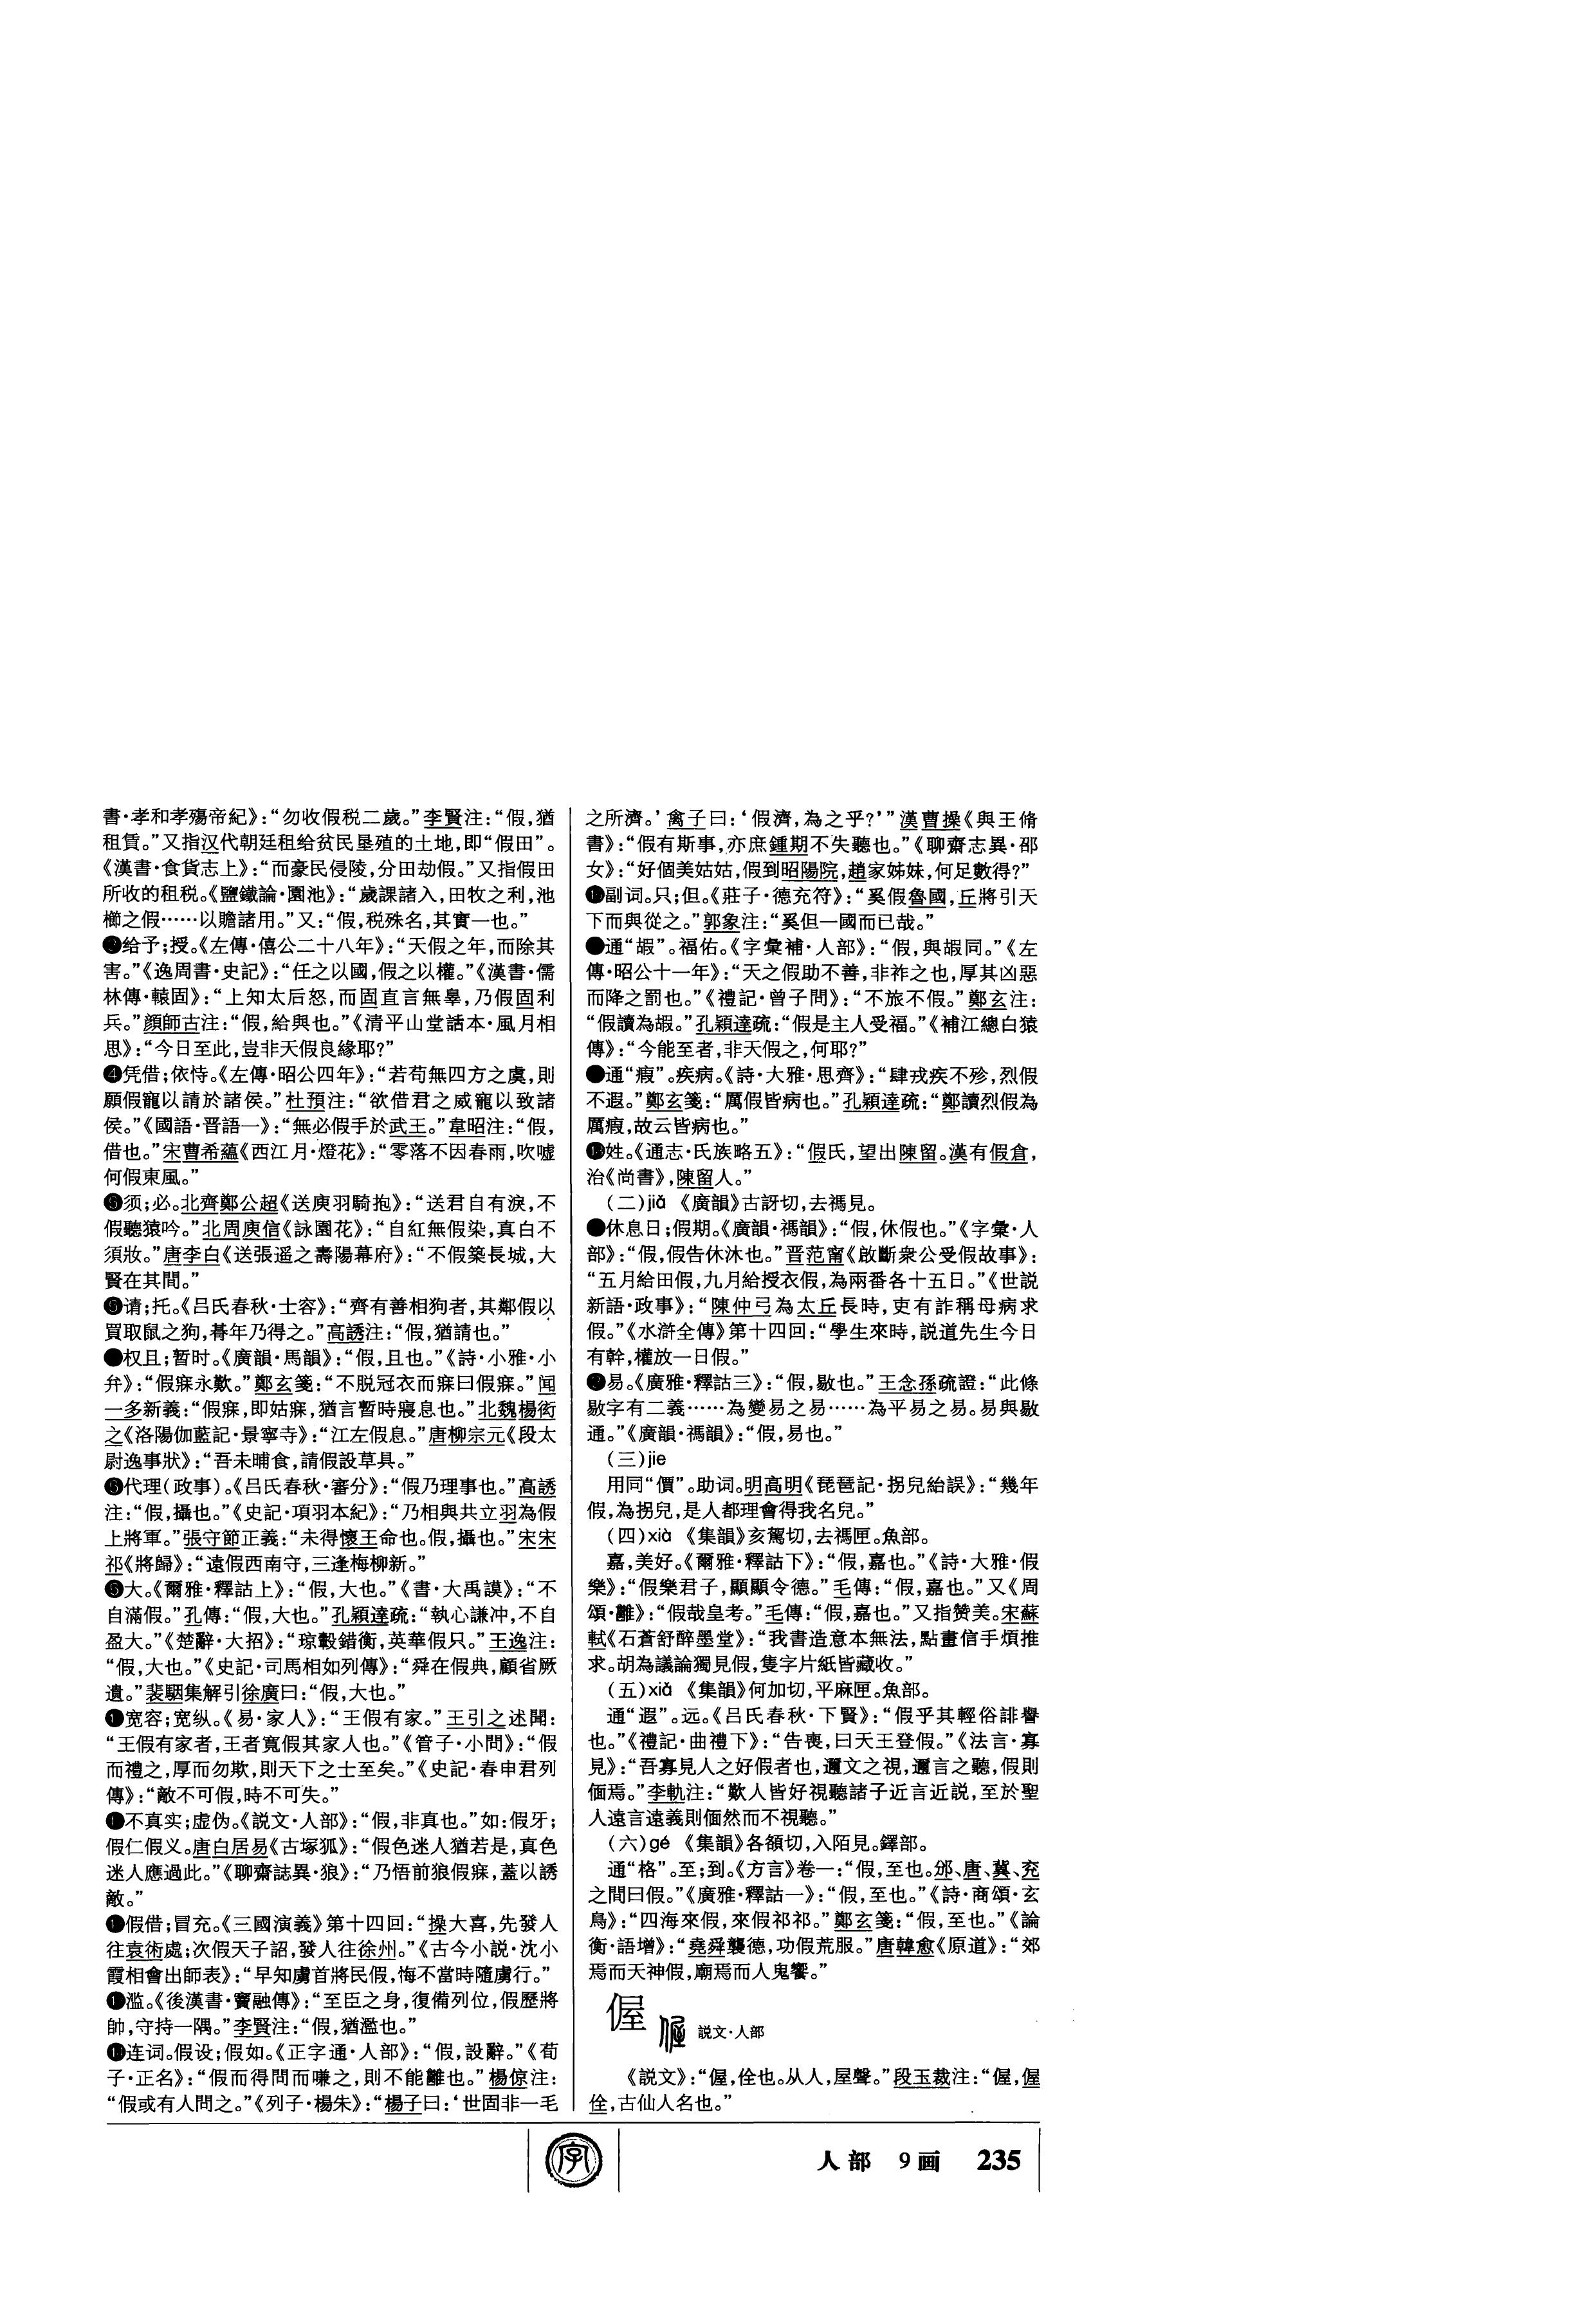 書·孝和孝殤帝紀》:“勿收假税二歲。”李賢注:“假,猶
租賃。”又指汉代朝廷租给贫民垦殖的土地,即“假田”。
《漢書·食貨志上》:“而豪民侵陵,分田劫假。”又指假田
所收的租税。《鹽鐵論·園池》:“歲課諸入,田牧之利,池
𥴩之假……以贍諸用。”又:“假,税殊名,其實一也。”
給予;授。《左傳·僖公二十八年》:“天假之年,而除其
害。”《逸周書·史記》:“任之以國,假之以權。”《漢書·儒
林傳·轅固》:“上知太后怒,而固直言無辠,乃假固利
兵。”顔師古注:“假,給與也。”《清平山堂話本·風月相
思》:“今日至此,豈非天假良緣耶?”
❹凭借;依恃。《左傳·昭公四年》:“若苟無四方之虞,則
願假寵以請於諸侯。”杜預注:“欲借君之威寵以致諸
侯。”《國語·晋語一》:“無必假手於武王。”韋昭注:“假,
借也。”宋曹希蘊《西江月·燈花》:“零落不因春雨,吹噓
何假東風。”
❺须;必。北齊鄭公超《送庾羽騎抱》:“送君自有淚,不
假聽猿吟。”北周庾信《詠園花》:“自紅無假染,真白不
須妝。”唐李白《送張遥之壽陽幕府》:“不假築長城,大
賢在其間。”
请;托。《吕氏春秋·士容》:“齊有善相狗者,其鄰假以
買取鼠之狗,朞年乃得之。”高誘注:“假,猶請也。”
●权且;暂时。《廣韻·馬韻》:“假,且也。”《詩·小雅·小
弁》:“假寐永歎。”鄭玄箋:“不脱冠衣而寐曰假寐。”闻
一多新義:“假寐,即姑寐,猶言暫時寢息也。”北魏楊衒
之《洛陽伽藍記·景寧寺》:“江左假息。”唐柳宗元《段太
尉逸事狀》:“吾未晡食,請假設草具。”
代理(政事)。《吕氏春秋·審分》:“假乃理事也。”高誘
注:“假,攝也。”《史記·項羽本紀》:“乃相與共立羽為假
上將軍。”張守節正義:“未得懷王命也。假,攝也。”宋宋
祁《將歸》:“遠假西南守,三逢梅柳新。”
大。《爾雅·釋詁上》:“假,大也。”《書·大禹謨》:“不
自滿假。”孔傳:“假,大也。”孔穎達疏:“執心謙冲,不自
盈大。”《楚辭·大招》:“琼轂錯衡,英華假只。”王逸注:
“假,大也。”《史記·司馬相如列傳》:“舜在假典,顧省厥
遺。”裴駰集解引徐廣曰:“假,大也。”
❶宽容;宽纵。《易·家人》:“王假有家。”王引之述聞:
“王假有家者,王者寬假其家人也。”《管子·小問》:“假
而禮之,厚而勿欺,則天下之士至矣。”《史記·春申君列
傳》:“敵不可假,時不可失。”
❶不真实;虚伪。《説文·人部》:“假,非真也。”如:假牙;
假仁假义。唐白居易《古塚狐》:“假色迷人猶若是,真色
迷人應過此。”《聊齋誌異·狼》:“乃悟前狼假寐,蓋以誘
敵。”
❶假借;冒充。《三國演義》第十四回:“操大喜,先發人
往袁術處;次假天子詔,發人往徐州。”《古今小説·沈小
霞相會出師表》:“早知虜首將民假,悔不當時隨虜行。”
❶滥。《後漢書·竇融傳》:“至臣之身,復備列位,假歷將
帥,守持一隅。”李賢注:“假,猶濫也。”
连词。假设;假如。《正字通·人部》:“假,設辭。”《荀
子·正名》:“假而得問而嗛之,則不能離也。”楊倞注:
“假或有人問之。”《列子·楊朱》:“楊子曰:‘世固非一毛
之所濟。’禽子曰:‘假濟,為之乎?’”漢曹操《與王脩
書》:“假有斯事,亦庶鍾期不失聽也。”《聊齋志異·邵
女》:“好個美姑姑,假到昭陽院,趙家姊妹,何足數得?”
❶副词。只;但。《莊子·德充符》:“奚假魯國,丘將引天
下而與從之。”郭象注:“奚但一國而已哉。”
●通“嘏”。福佑。《字彙補·人部》:“假,與嘏同。”《左
傳·昭公十一年》:“天之假助不善,非祚之也,厚其凶惡
而降之罰也。”《禮記·曾子問》:“不旅不假。”鄭玄注:
“假讀為嘏。”孔穎達疏:“假是主人受福。”《補江總白猿
傳》:“今能至者,非天假之,何耶?”
●通“瘕”。疾病。《詩·大雅·思齊》:“肆戎疾不殄,烈假
不遐。”鄭玄箋:“厲假皆病也。”孔穎達疏:“鄭讀烈假為
厲瘕,故云皆病也。”
姓。《通志·氏族略五》:“假氏,望出陳留。漢有假倉,
治《尚書》,陳留人。”
(二)jià 《廣韻》古訝切,去禡見。
●休息日;假期。《廣韻·禡韻》:“假,休假也。”《字彙·人
部》:“假,假告休沐也。”晋范甯《啟斷衆公受假故事》:
“五月給田假,九月給授衣假,為兩番各十五日。”《世説
新語·政事》:“陳仲弓為太丘長時,吏有詐稱母病求
假。”《水滸全傳》第十四回:“學生來時,説道先生今日
有幹,權放一日假。”
❷易。《廣雅·釋詁三》:“假,敡也。”王念孫疏證:“此條
敡字有二義……為變易之易……為平易之易。易與敡
通。”《廣韻·禡韻》:“假,易也。”
(三)jie
用同“價”。助词。明高明《琵琶記·拐兒紿誤》:“幾年
假,為拐兒,是人都理會得我名兒。”
(四)xià 《集韻》亥駕切,去禡匣。魚部。
嘉,美好。《爾雅·釋詁下》:“假,嘉也。”《詩·大雅·假
樂》:“假樂君子,顯顯令德。”毛傳:“假,嘉也。”又《周
頌·雝》:“假哉皇考。”毛傳:“假,嘉也。”又指赞美。宋蘇
軾《石蒼舒醉墨堂》:“我書造意本無法,點畫信手煩推
求。胡為議論獨見假,隻字片紙皆藏收。”
(五)xiá 《集韻》何加切,平麻匣。魚部。
通“遐”。远。《吕氏春秋·下賢》:“假乎其輕俗誹譽
也。”《禮記·曲禮下》:“告喪,曰天王登假。”《法言·寡
見》:“吾寡見人之好假者也,邇文之視,邇言之聽,假則
偭焉。”李軌注:“歎人皆好視聽諸子近言近説,至於聖
人遠言遠義則偭然而不視聽。”
(六)gé 《集韻》各頟切,入陌見。鐸部。
通“格”。至;到。《方言》卷一:“假,至也。邠、唐、冀、兖
之間曰假。”《廣雅·釋詁一》:“假,至也。”《詩·商頌·玄
鳥》:“四海來假,來假祁祁。”鄭玄箋:“假,至也。”《論
衡·語增》:“堯舜襲德,功假荒服。”唐韓愈《原道》:“郊
焉而天神假,廟焉而人鬼饗。”
偓
偓 説文·人部
《説文》:“偓,佺也。从人,屋聲。”段玉裁注:“偓,偓
佺,古仙人名也。”
字
人部 9画 235